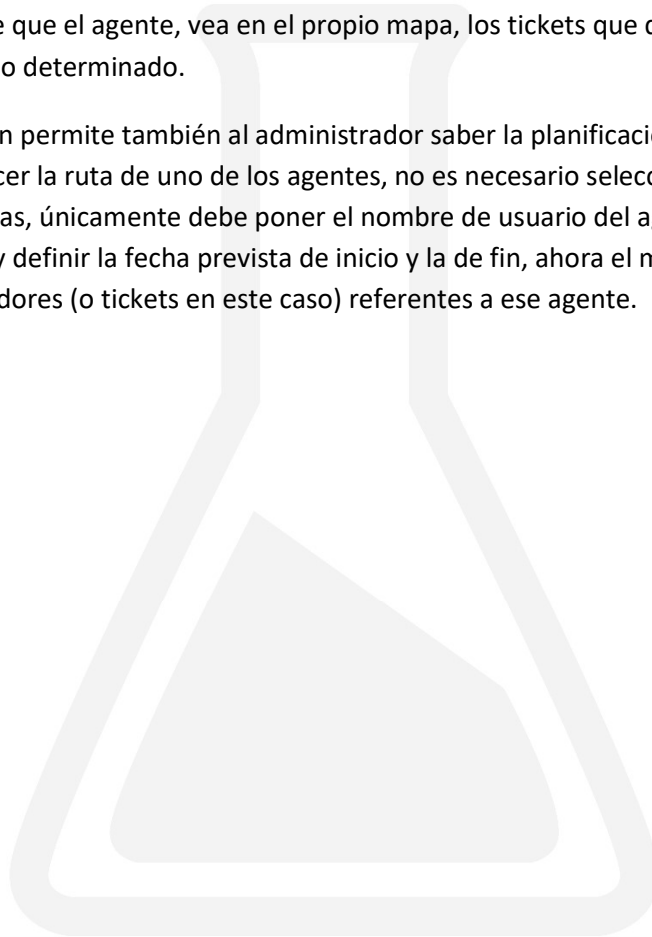 e que el agente, vea en el propio mapa, los tickets que
o determinado.
n permite también al administrador saber la planificaci
cer la ruta de uno de los agentes, no es necesario selec
as, únicamente debe poner el nombre de usuario del a
y definir la fecha prevista de inicio y la de fin, ahora el
dores (o tickets en este caso) referentes a ese agente.